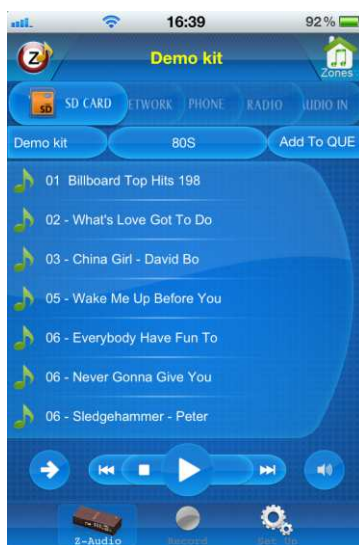 16:39 92%
Z Demo kit
Zones
SD SD CARD ETWORK PHONE RADIO UDIO IN
Demo kit 80S Add To QUE
01 Billboard Top Hits 198
02 - What's Love Got To Do
03 - China Girl - David Bo
05 - Wake Me Up Before You
06 - Everybody Have Fun To
06 - Never Gonna Give You
06 - Sledgehammer - Peter
Z-Audio Record Set Up